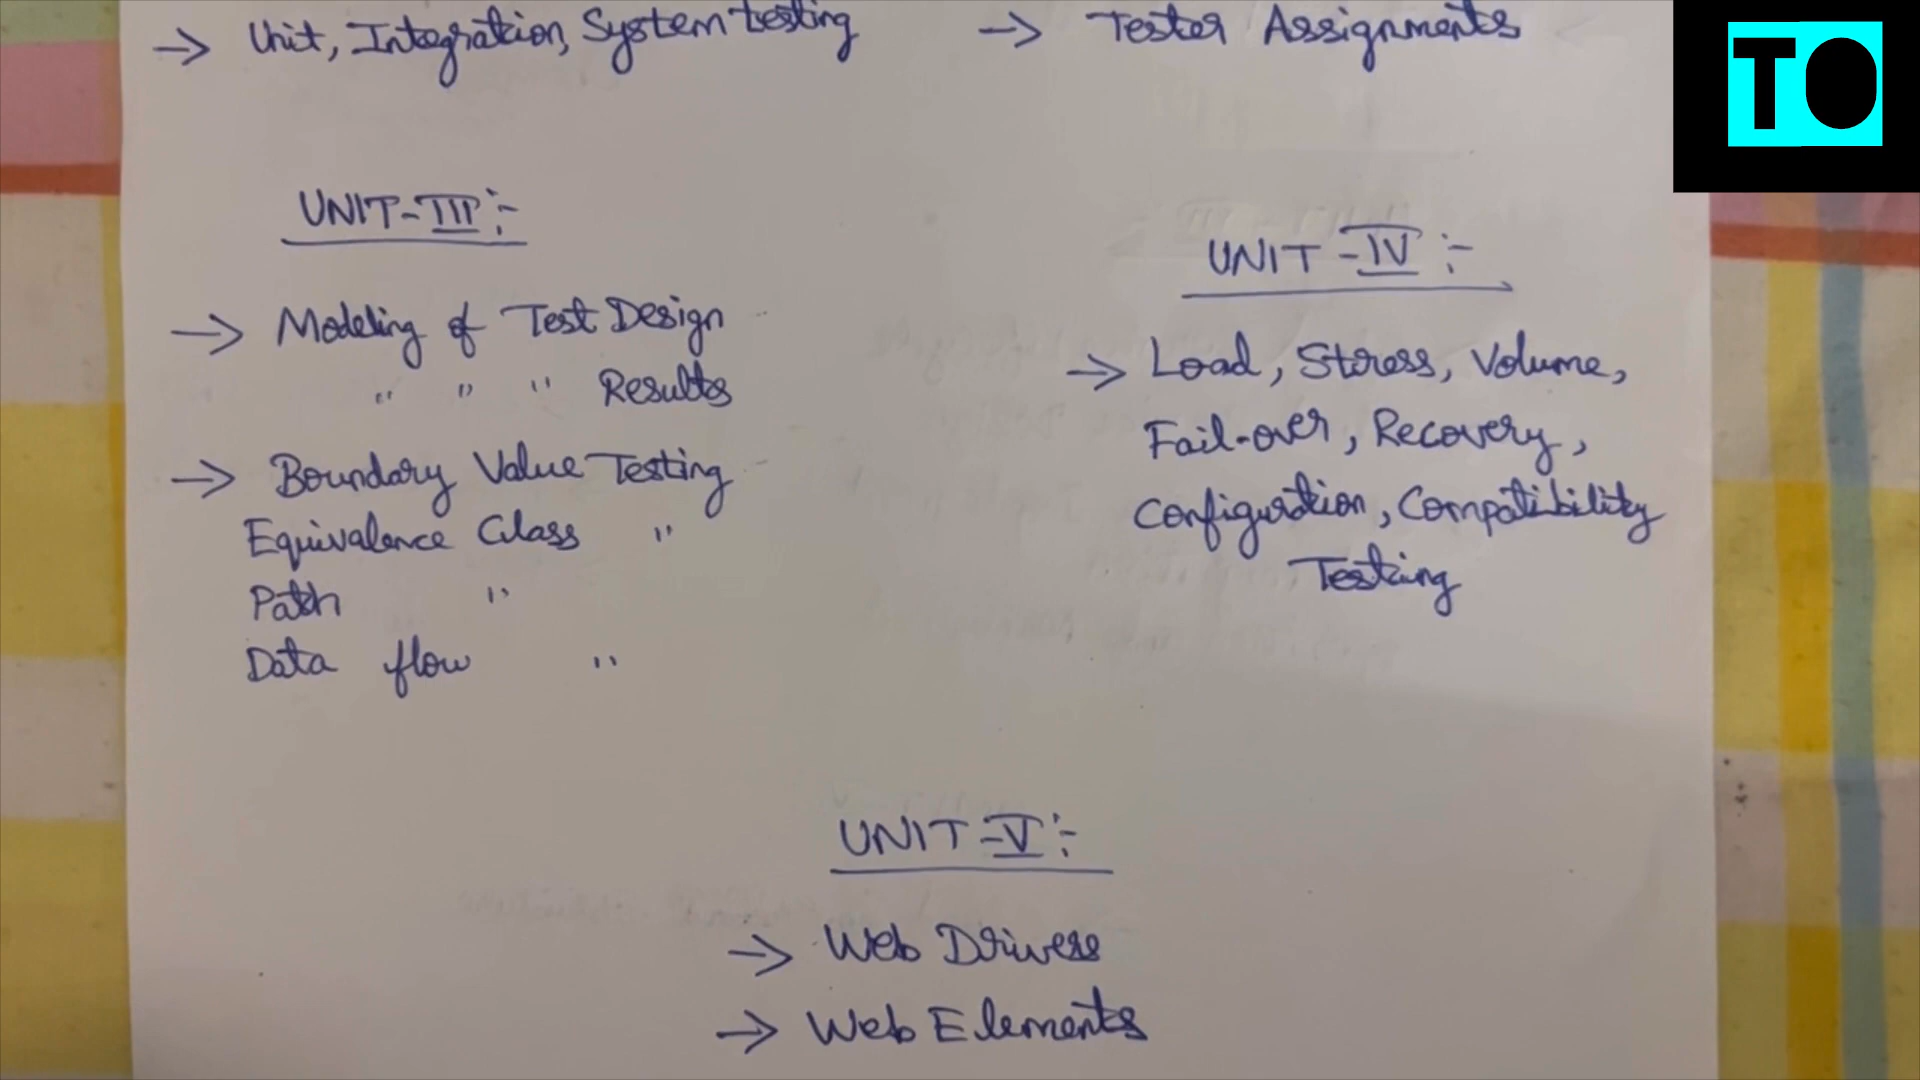 → Unit, Integration, System testing
→ Tester Assignments
TO
UNIT-III :-
→ Modeling of Test Design
" " " Results
→ Boundary Value Testing
Equivalence Class "
Path "
Data flow "
UNIT-IV :-
→ Load, Stress, Volume,
Fail-over, Recovery,
Configuration, Compatibility
Testing
UNIT-V :-
→ Web Drivers
→ Web Elements